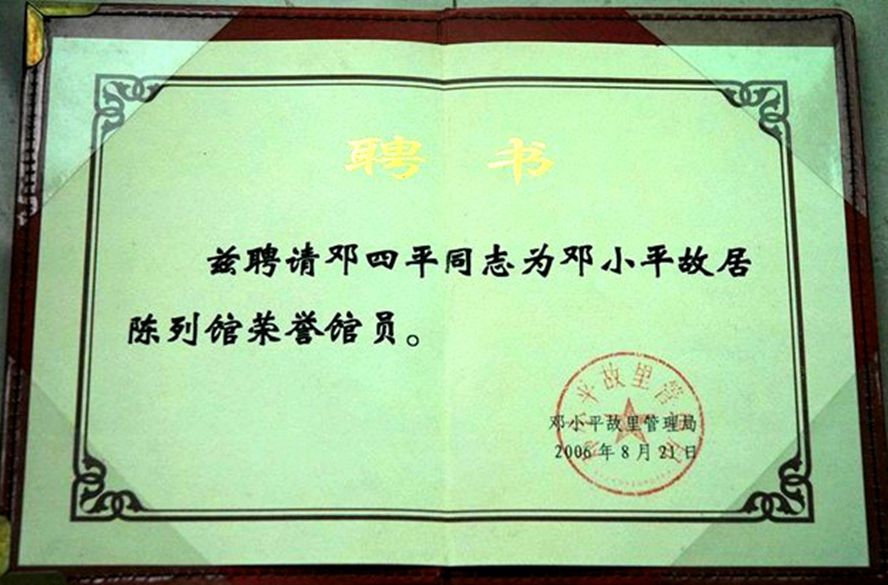 聘 书
兹聘请邓四平同志为邓小平故居
陈列馆荣誉馆员。
邓小平故里管理局
2006年8月21日